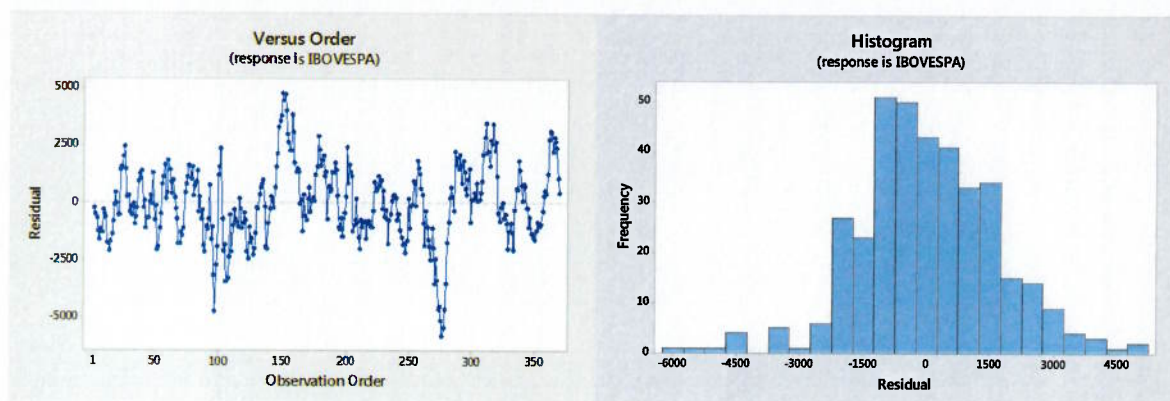 Versus Order
(response is IBOVESPA)
5000
2500
0
-2500
-5000
Residual
1 50 100 150 200 250 300 350
Observation Order
Histogram
(response is IBOVESPA)
50
40
30
20
10
0
Frequency
-6000 -4500 -3000 -1500 0 1500 3000 4500
Residual